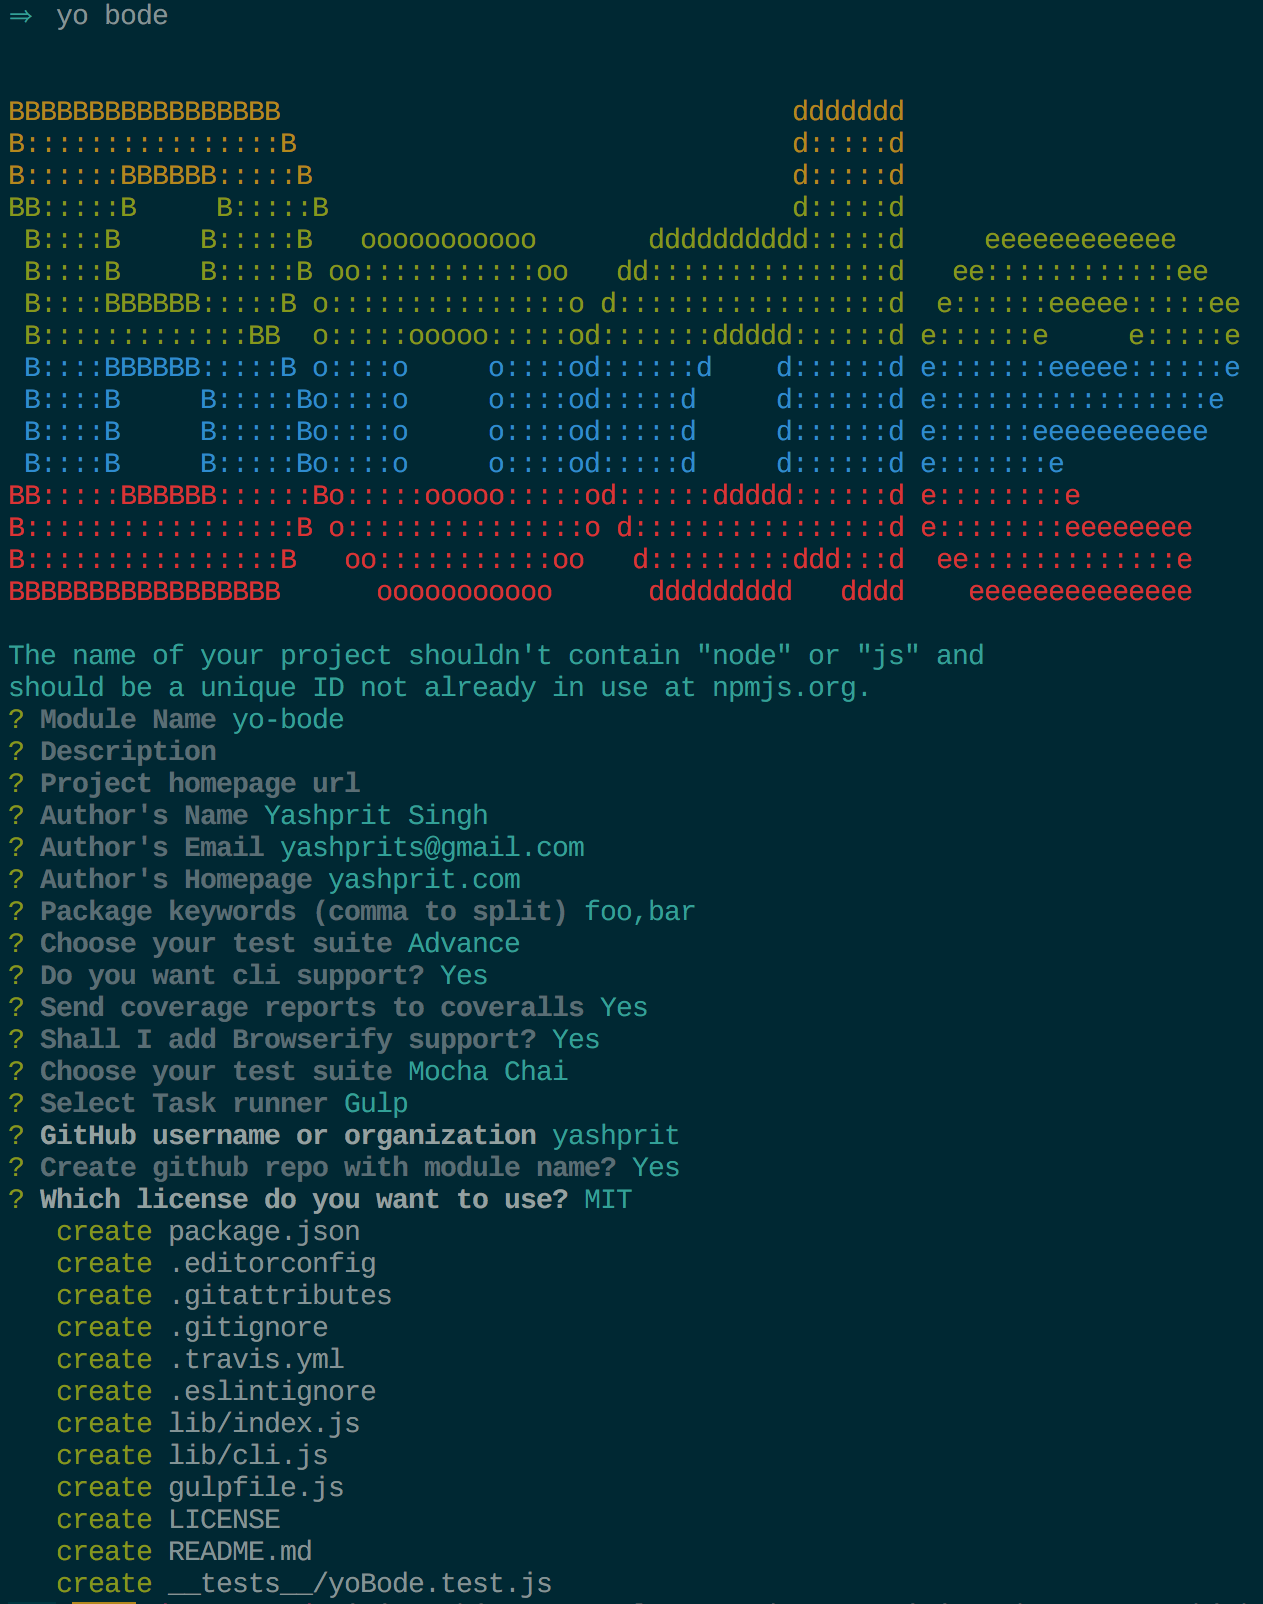 ⇒  yo bode
BBBBBBBBBBBBBBBBB                                ddddddd
B::::::::::::::::B                               d:::::d
B::::::BBBBBB:::::B                              d:::::d
BB:::::B     B:::::B                             d:::::d
 B::::B     B:::::B   ooooooooooo       dddddddddd:::::d     eeeeeeeeeeee
 B::::B     B:::::B oo:::::::::::oo   dd:::::::::::::::d   ee::::::::::::ee
 B::::BBBBBB:::::B o:::::::::::::::o d:::::::::::::::::d  e::::::eeeee:::::ee
 B:::::::::::::BB  o:::::ooooo:::::od:::::::ddddd::::::d e::::::e     e:::::e
 B::::BBBBBB:::::B o::::o     o::::od::::::d    d::::::d e:::::::eeeee::::::e
 B::::B     B:::::Bo::::o     o::::od:::::d     d::::::d e:::::::::::::::::e
 B::::B     B:::::Bo::::o     o::::od:::::d     d::::::d e::::::eeeeeeeeeee
 B::::B     B:::::Bo::::o     o::::od:::::d     d::::::d e:::::::e
BB:::::BBBBBB::::::Bo:::::ooooo:::::od::::::ddddd::::::d e::::::::e
B:::::::::::::::::B o:::::::::::::::o d::::::::::::::::d e::::::::eeeeeeee
B::::::::::::::::B   oo:::::::::::oo   d:::::::::ddd:::d  ee:::::::::::::e
BBBBBBBBBBBBBBBBB      ooooooooooo      ddddddddd   dddd    eeeeeeeeeeeeee
The name of your project shouldn't contain "node" or "js" and
should be a unique ID not already in use at npmjs.org.
? Module Name yo-bode
? Description
? Project homepage url
? Author's Name Yashprit Singh
? Author's Email yashprits@gmail.com
? Author's Homepage yashprit.com
? Package keywords (comma to split) foo,bar
? Choose your test suite Advance
? Do you want cli support? Yes
? Send coverage reports to coveralls Yes
? Shall I add Browserify support? Yes
? Choose your test suite Mocha Chai
? Select Task runner Gulp
? GitHub username or organization yashprit
? Create github repo with module name? Yes
? Which license do you want to use? MIT
   create package.json
   create .editorconfig
   create .gitattributes
   create .gitignore
   create .travis.yml
   create .eslintignore
   create lib/index.js
   create lib/cli.js
   create gulpfile.js
   create LICENSE
   create README.md
   create __tests__/yoBode.test.js